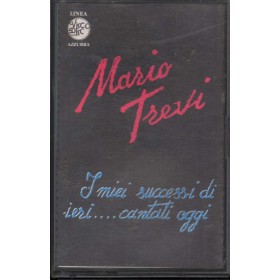 LINEA
AZZURRA
Mario
Trevi
I miei successi di
ieri....cantati oggi